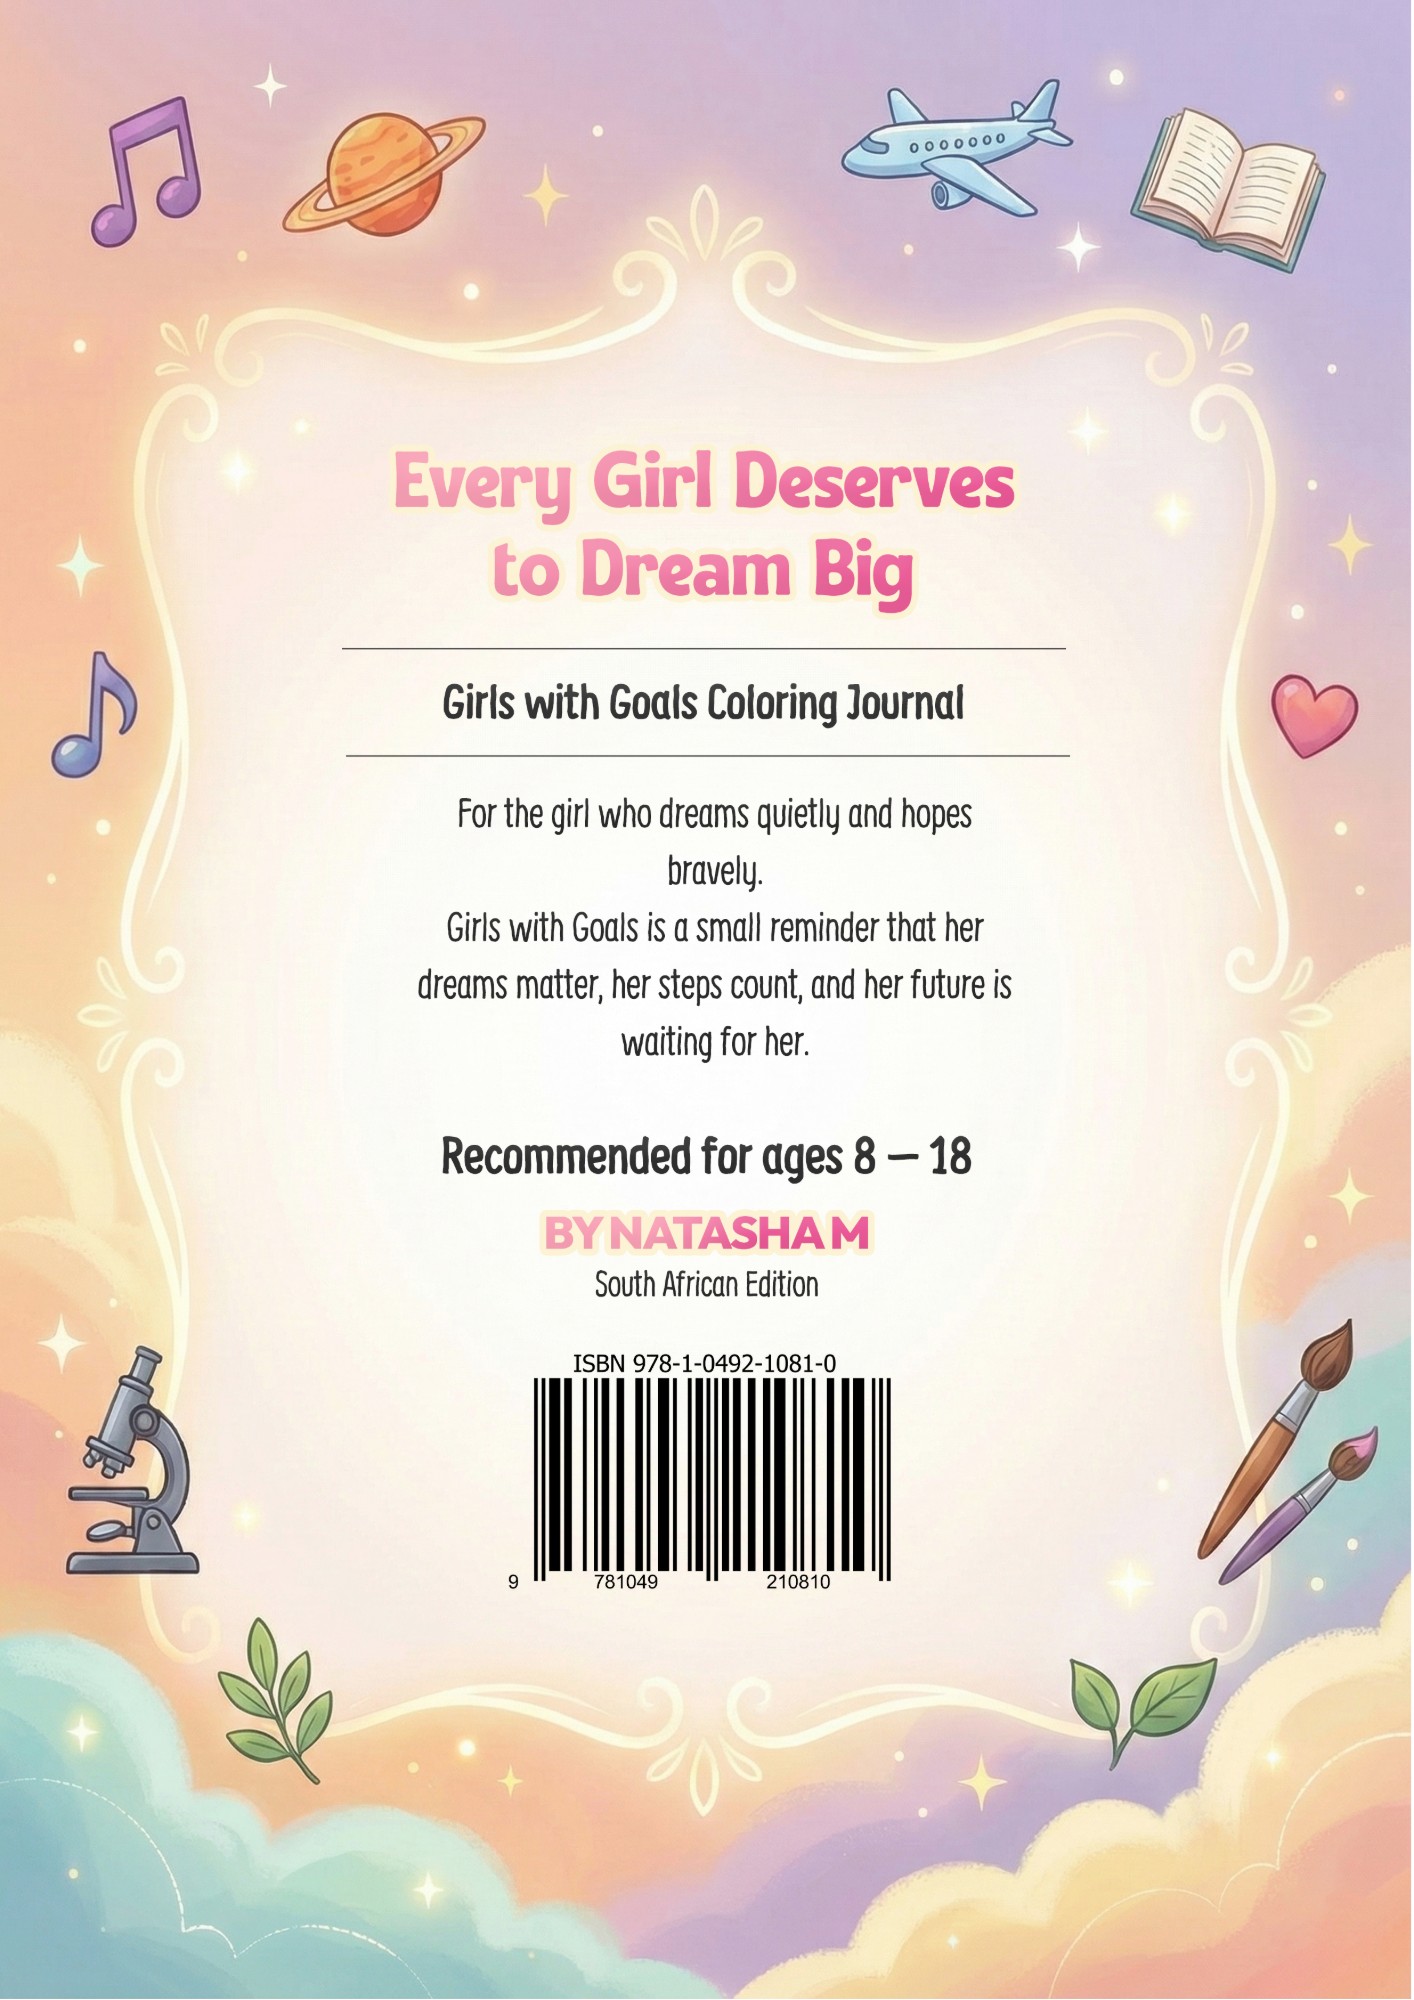 Every Girl Deserves
to Dream Big
Girls with Goals Coloring Journal
For the girl who dreams quietly and hopes
bravely.
Girls with Goals is a small reminder that her
dreams matter, her steps count, and her future is
waiting for her.
Recommended for ages 8 – 18
BY NATASHA M
South African Edition
ISBN 978-1-0492-1081-0
9 781049 210810